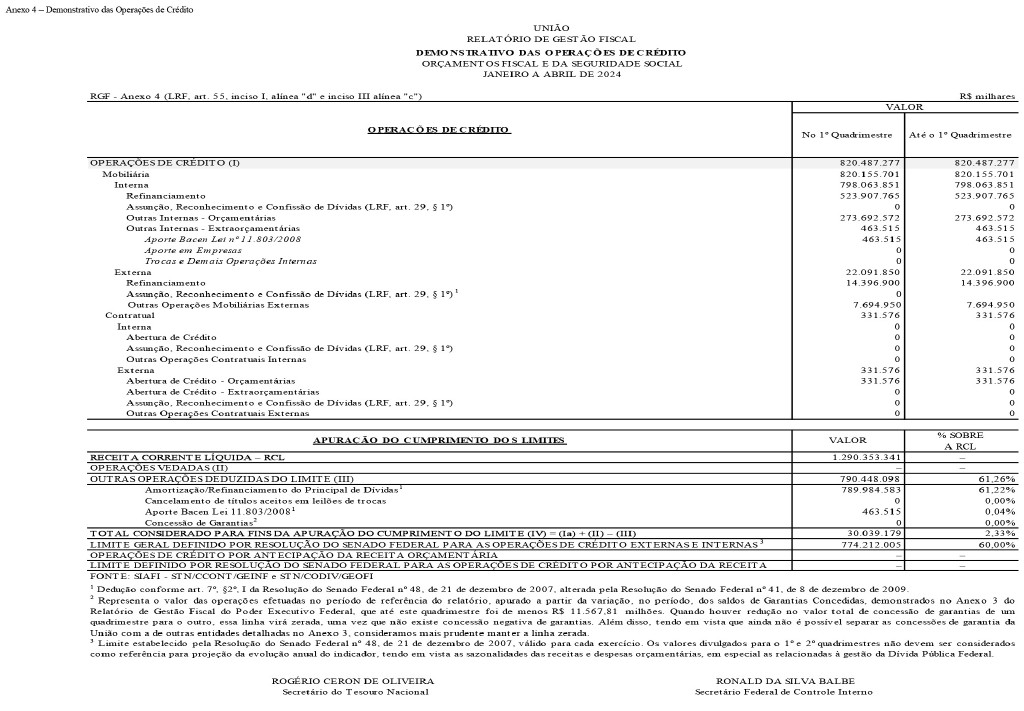 Anexo 4 – Demonstrativo das Operações de Crédito
UNIÃO
RELATÓRIO DE GESTÃO FISCAL
DEMONSTRATIVO DAS OPERAÇÕES DE CRÉDITO
ORÇAMENTOS FISCAL E DA SEGURIDADE SOCIAL
JANEIRO A ABRIL DE 2024
RGF - Anexo 4 (LRF, art. 55, inciso I, alínea "d" e inciso III alínea "c") R$ milhares
VALOR
OPERAÇÕES DE CRÉDITO No 1º Quadrimestre Até o 1º Quadrimestre
OPERAÇÕES DE CRÉDITO (I) 820.487.277 820.487.277
Mobiliária 820.155.701 820.155.701
Interna 798.063.851 798.063.851
Refinanciamento 523.907.765 523.907.765
Assunção, Reconhecimento e Confissão de Dívidas (LRF, art. 29, § 1º) 0 0
Outras Internas - Orçamentárias 273.692.572 273.692.572
Outras Internas - Extraorçamentárias 463.515 463.515
Aporte Bacen Lei nº 11.803/2008 463.515 463.515
Aporte em Empresas 0 0
Trocas e Demais Operações Internas 0 0
Externa 22.091.850 22.091.850
Refinanciamento 14.396.900 14.396.900
Assunção, Reconhecimento e Confissão de Dívidas (LRF, art. 29, § 1º) 1 0
Outras Operações Mobiliárias Externas 7.694.950 7.694.950
Contratual 331.576 331.576
Interna 0 0
Abertura de Crédito 0 0
Assunção, Reconhecimento e Confissão de Dívidas (LRF, art. 29, § 1º) 0 0
Outras Operações Contratuais Internas 0 0
Externa 331.576 331.576
Abertura de Crédito - Orçamentárias 331.576 331.576
Abertura de Crédito - Extraorçamentárias 0 0
Assunção, Reconhecimento e Confissão de Dívidas (LRF, art. 29, § 1º) 0 0
Outras Operações Contratuais Externas 0 0
APURAÇÃO DO CUMPRIMENTO DOS LIMITES VALOR % SOBRE
A RCL
RECEITA CORRENTE LÍQUIDA – RCL 1.290.353.341 –
OPERAÇÕES VEDADAS (II) – –
OUTRAS OPERAÇÕES DEDUZIDAS DO LIMITE (III) 790.448.098 61,26%
Amortização/Refinanciamento do Principal de Dívidas1 789.984.583 61,22%
Cancelamento de títulos aceitos em leilões de trocas 0 0,00%
Aporte Bacen Lei 11.803/20081 463.515 0,04%
Concessão de Garantias2 0 0,00%
TOTAL CONSIDERADO PARA FINS DA APURAÇÃO DO CUMPRIMENTO DO LIMITE (IV) = (Ia) + (II) – (III) 30.039.179 2,33%
LIMITE GERAL DEFINIDO POR RESOLUÇÃO DO SENADO FEDERAL PARA AS OPERAÇÕES DE CRÉDITO EXTERNAS E INTERNAS 3 774.212.005 60,00%
OPERAÇÕES DE CRÉDITO POR ANTECIPAÇÃO DA RECEITA ORÇAMENTÁRIA – –
LIMITE DEFINIDO POR RESOLUÇÃO DO SENADO FEDERAL PARA AS OPERAÇÕES DE CRÉDITO POR ANTECIPAÇÃO DA RECEITA – –
FONTE: SIAFI - STN/CCONT/GEINF e STN/CODIV/GEOFI
1 Dedução conforme art. 7º, §2º, I da Resolução do Senado Federal nº 48, de 21 de dezembro de 2007, alterada pela Resolução do Senado Federal nº 41, de 8 de dezembro de 2009.
2 Representa o valor das operações efetuadas no período de referência do relatório, apurado a partir da variação, no período, dos saldos de Garantias Concedidas, demonstrados no Anexo 3 do
Relatório de Gestão Fiscal do Poder Executivo Federal, que até este quadrimestre foi de menos R$ 11.567,81 milhões. Quando houver redução no valor total de concessão de garantias de um
quadrimestre para o outro, essa linha virá zerada, uma vez que não existe concessão negativa de garantias. Além disso, tendo em vista que ainda não é possível separar as concessões de garantia da
União com a de outras entidades detalhadas no Anexo 3, consideramos mais prudente manter a linha zerada.
3 Limite estabelecido pela Resolução do Senado Federal nº 48, de 21 de dezembro de 2007, válido para cada exercício. Os valores divulgados para o 1º e 2º quadrimestres não devem ser considerados
como referência para projeção da evolução anual do indicador, tendo em vista as sazonalidades das receitas e despesas orçamentárias, em especial as relacionadas à gestão da Dívida Pública Federal.
ROGÉRIO CERON DE OLIVEIRA RONALD DA SILVA BALBE
Secretário do Tesouro Nacional Secretário Federal de Controle Interno